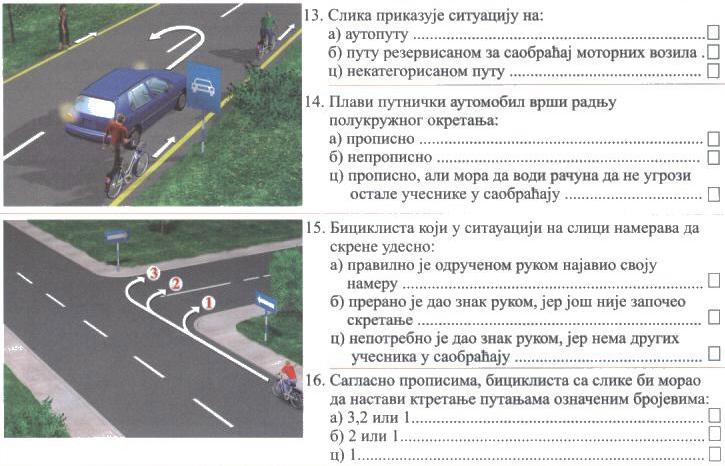 13. Слика приказује ситуацију на:
а) аутопуту
б) путу резервисаном за саобраћај моторних возила
ц) некатегорисаном путу
14. Плави путнички аутомобил врши радњу
полукружног окретања:
а) прописно
б) непрописно
ц) прописно, али мора да води рачуна да не угрози
остале учеснике у саобраћају
15. Бициклиста који у ситауацији на слици намерава да
скрене удесно:
а) правилно је одрученом руком најавио своју
намеру
б) прерано је дао знак руком, јер још није започео
скретање
ц) непотребно је дао знак руком, јер нема других
учесника у саобраћају
16. Сагласно прописима, бициклиста са слике би морао
да настави ктретање путањама означеним бројевима:
а) 3,2 или 1
б) 2 или 1
ц) 1
3
2
1